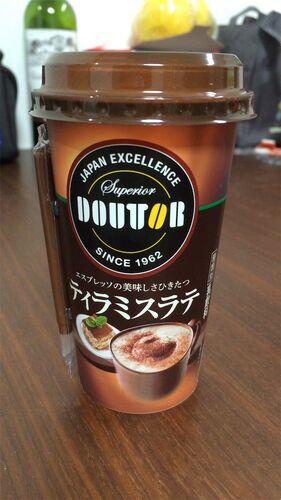 JAPAN EXCELLENCE
Superior
DOUTOR
SINCE 1962
エスプレッソの美味しさひきたつ
ティラミスラテ